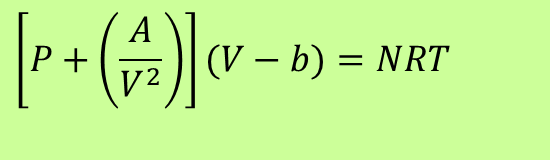 [P + (A/V²)] (V − b) = NRT